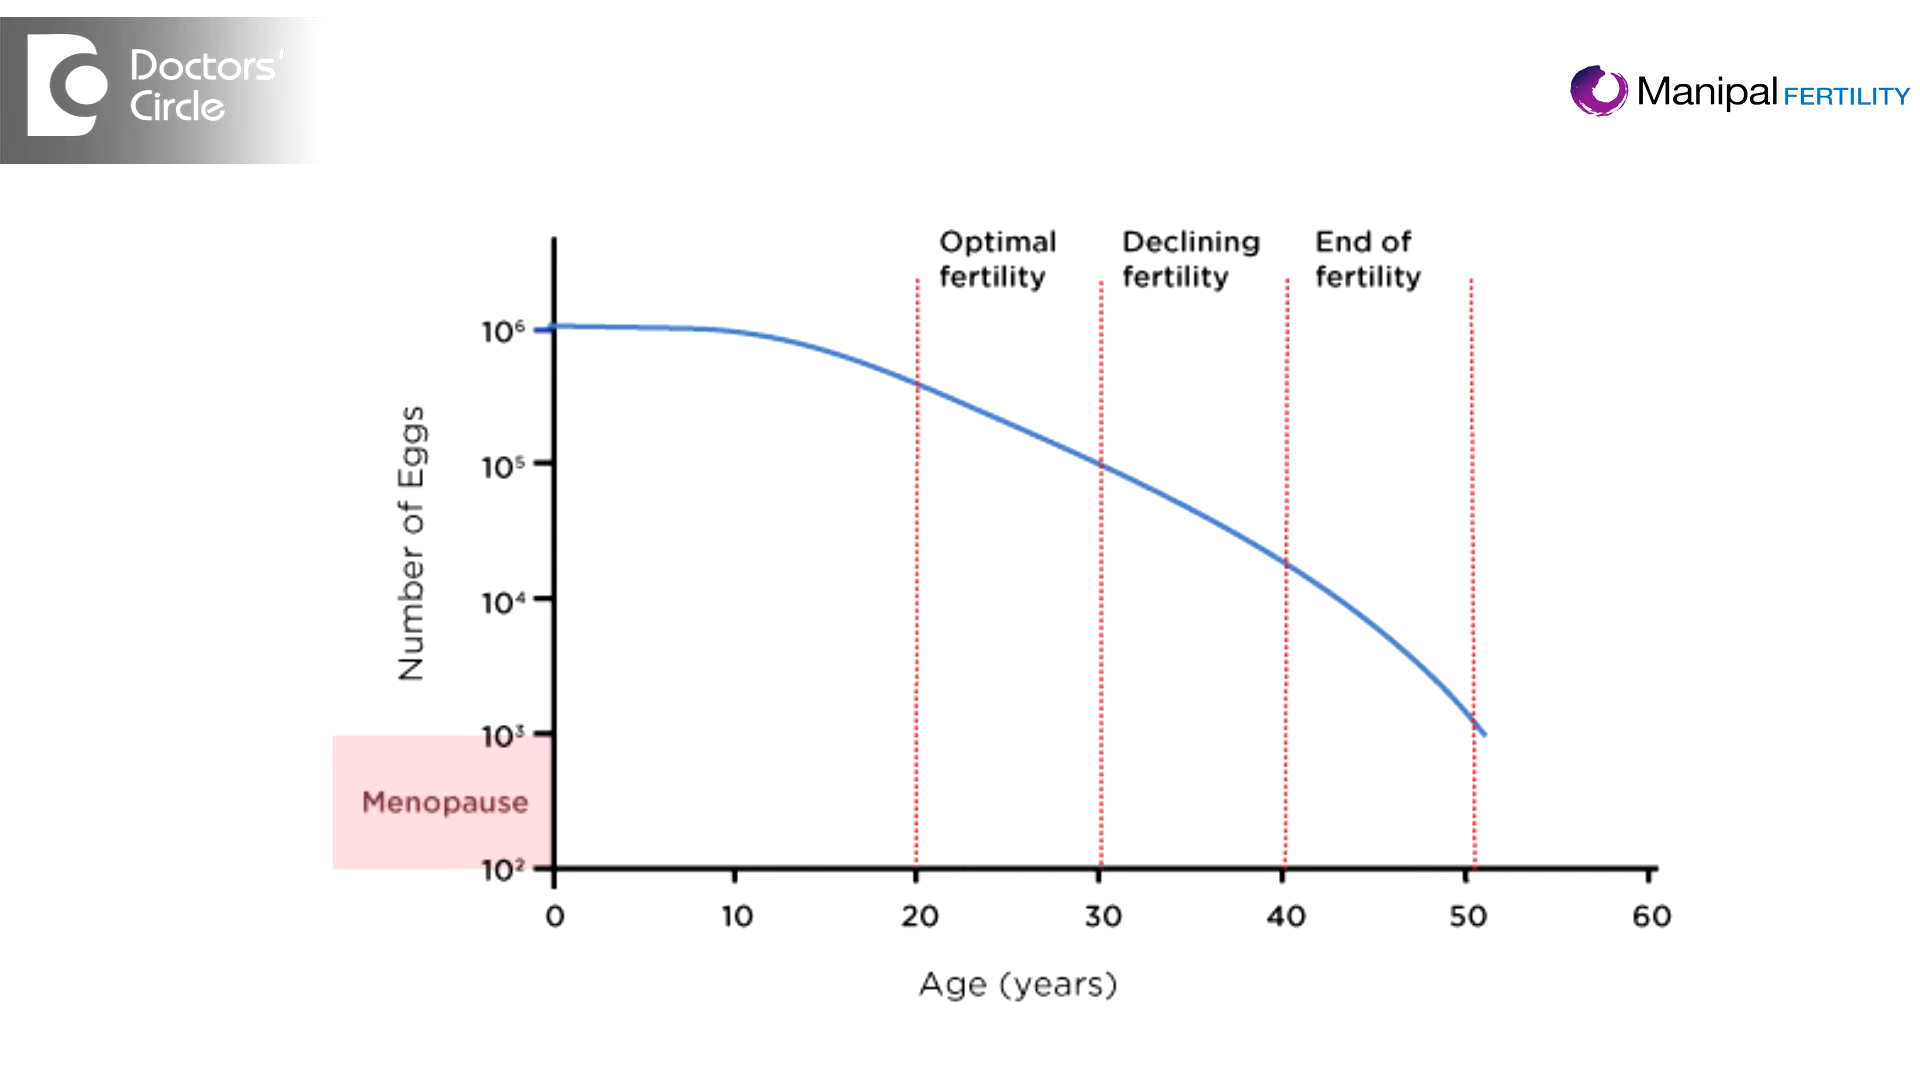 Doctors'
Circle
Manipal FERTILITY
Optimal
fertility
Declining
fertility
End of
fertility
10⁶
10⁵
10⁴
10³
10²
Number of Eggs
Menopause
0 10 20 30 40 50 60
Age (years)